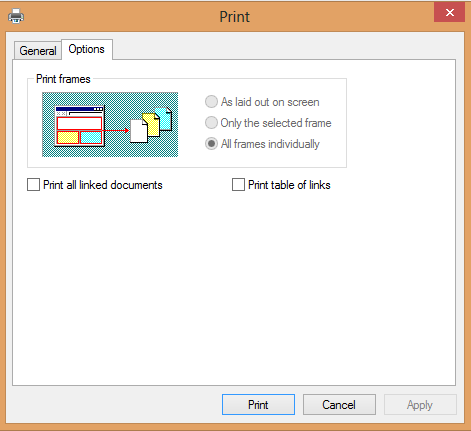 Print
General Options
Print frames
As laid out on screen
Only the selected frame
All frames individually
Print all linked documents Print table of links
Print Cancel Apply